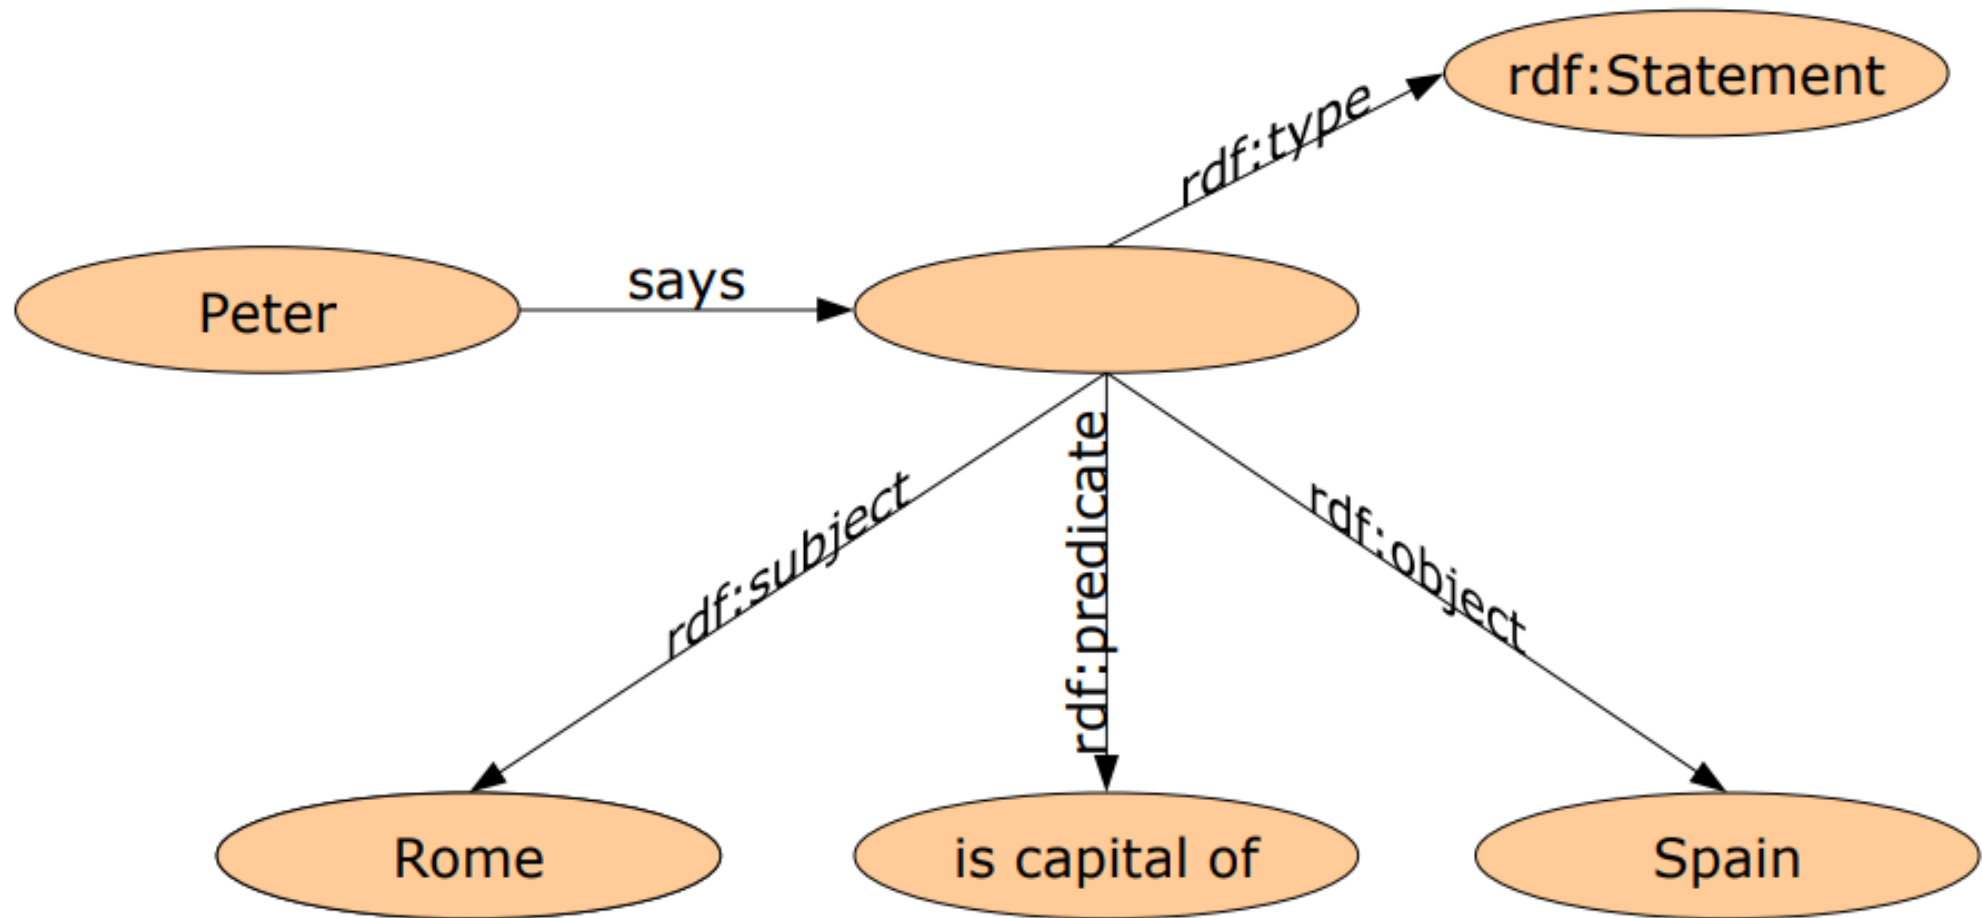 rdf:Statement
rdf:type
says
Peter
rdf:subject
rdf:predicate
rdf:object
Rome
is capital of
Spain